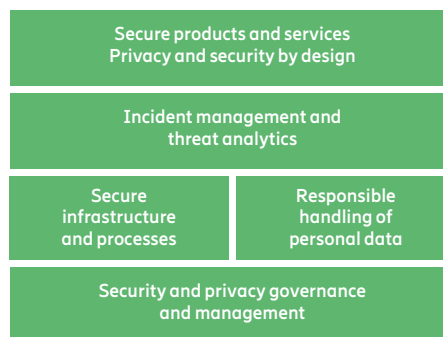 Secure products and services
Privacy and security by design
Incident management and
threat analytics
Secure
infrastructure
and processes
Responsible
handling of
personal data
Security and privacy governance
and management